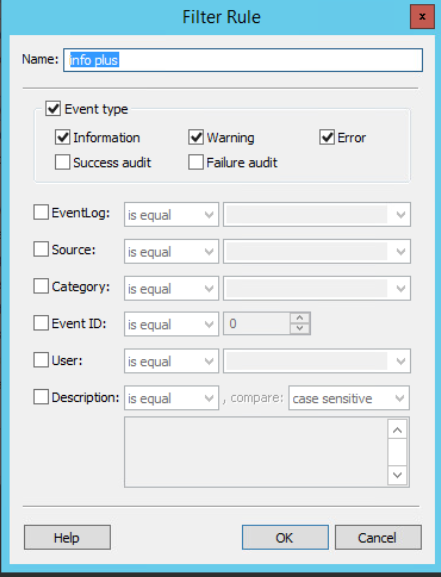 Filter Rule
x
Name: info plus
Event type
Information Warning Error
Success audit Failure audit
EventLog: is equal
Source: is equal
Category: is equal
Event ID: is equal 0
User: is equal
Description: is equal , compare: case sensitive
Help OK Cancel